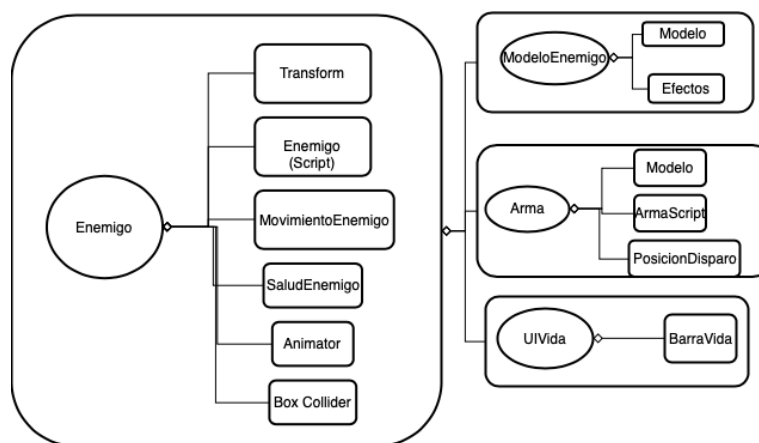 Enemigo
Transform
Enemigo
(Script)
MovimientoEnemigo
SaludEnemigo
Animator
Box Collider
ModeloEnemigo
Modelo
Efectos
Arma
Modelo
ArmaScript
PosicionDisparo
UIVida
BarraVida